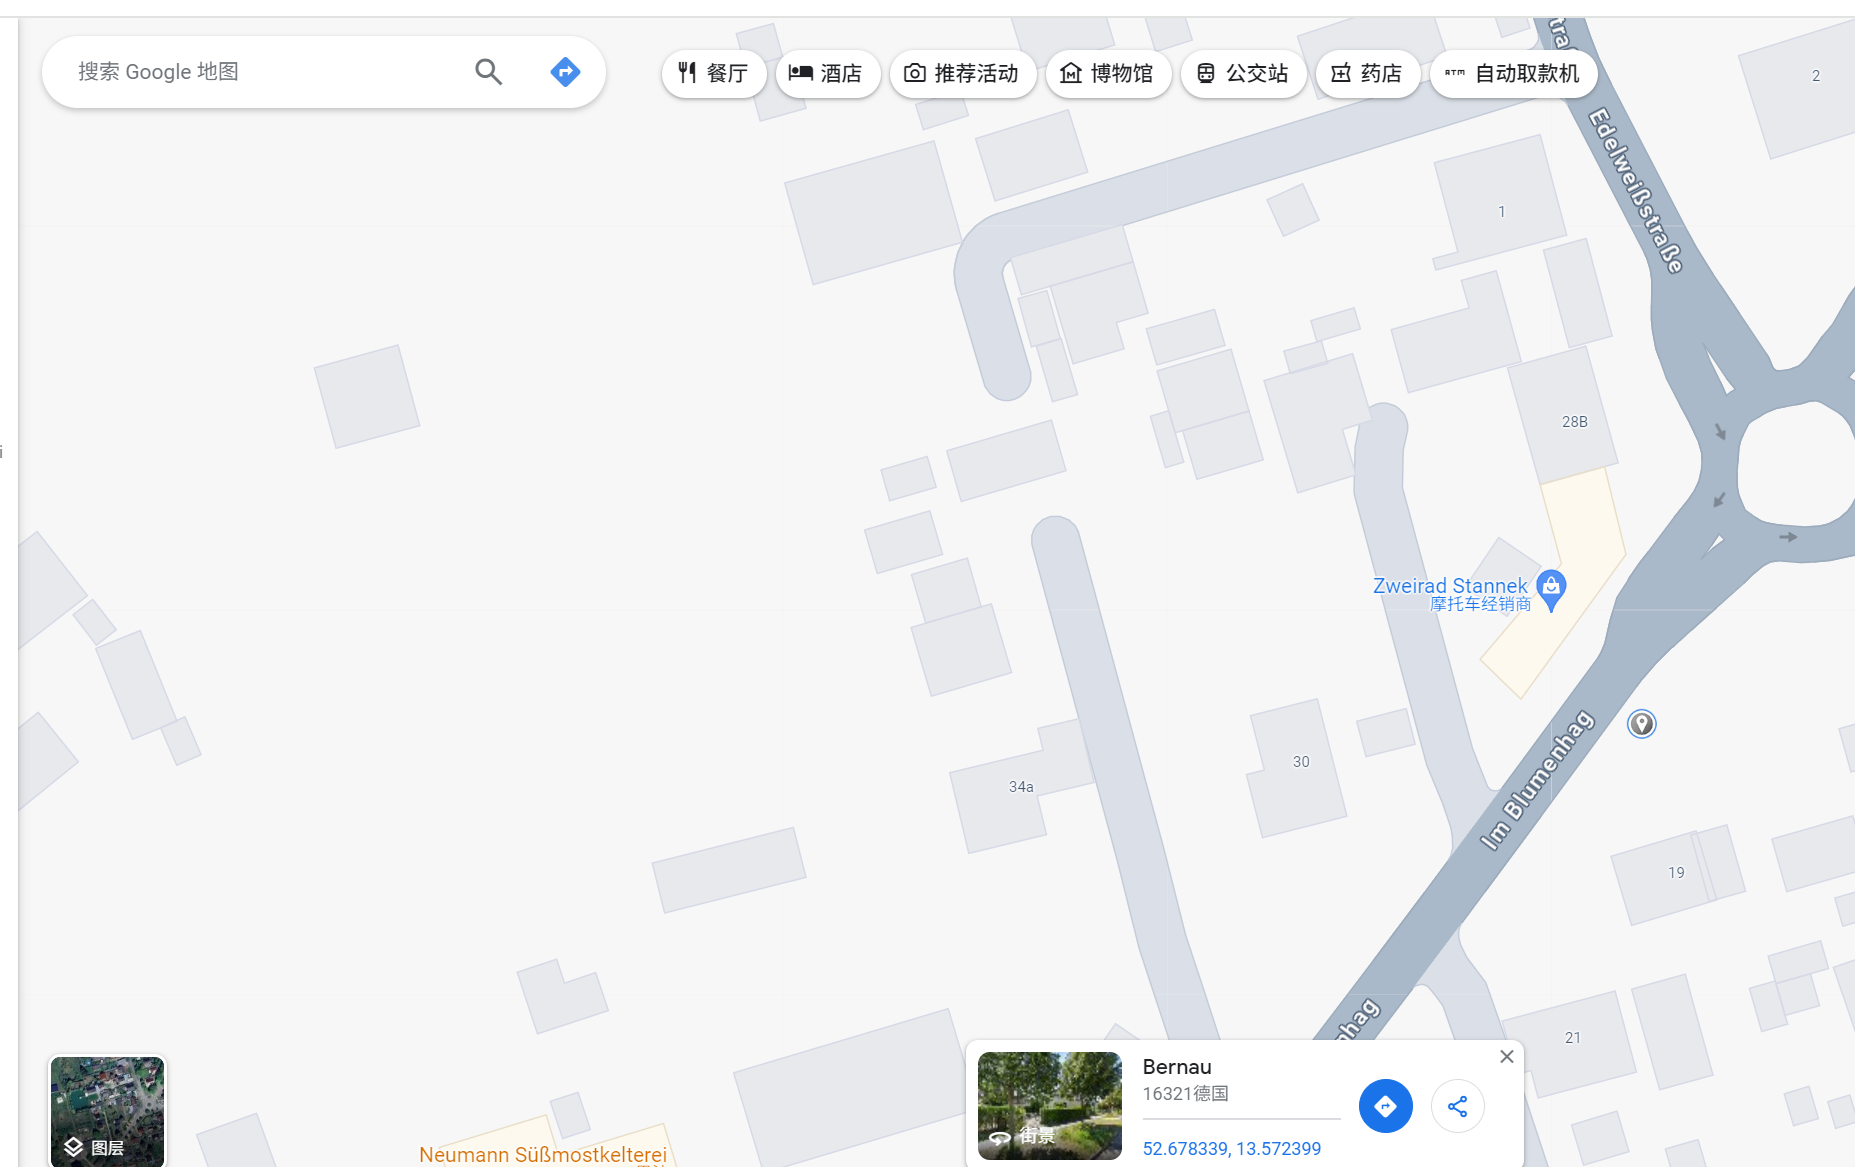 搜索 Google 地图
餐厅
酒店
推荐活动
博物馆
公交站
药店
ATM 自动取款机
2
Edelweißstraße
1
28B
Zweirad Stannek
摩托车经销商
Im Blumenhag
30
34a
19
21
图层
Neumann Süßmostkelterei
街景
Bernau
16321德国
52.678339, 13.572399